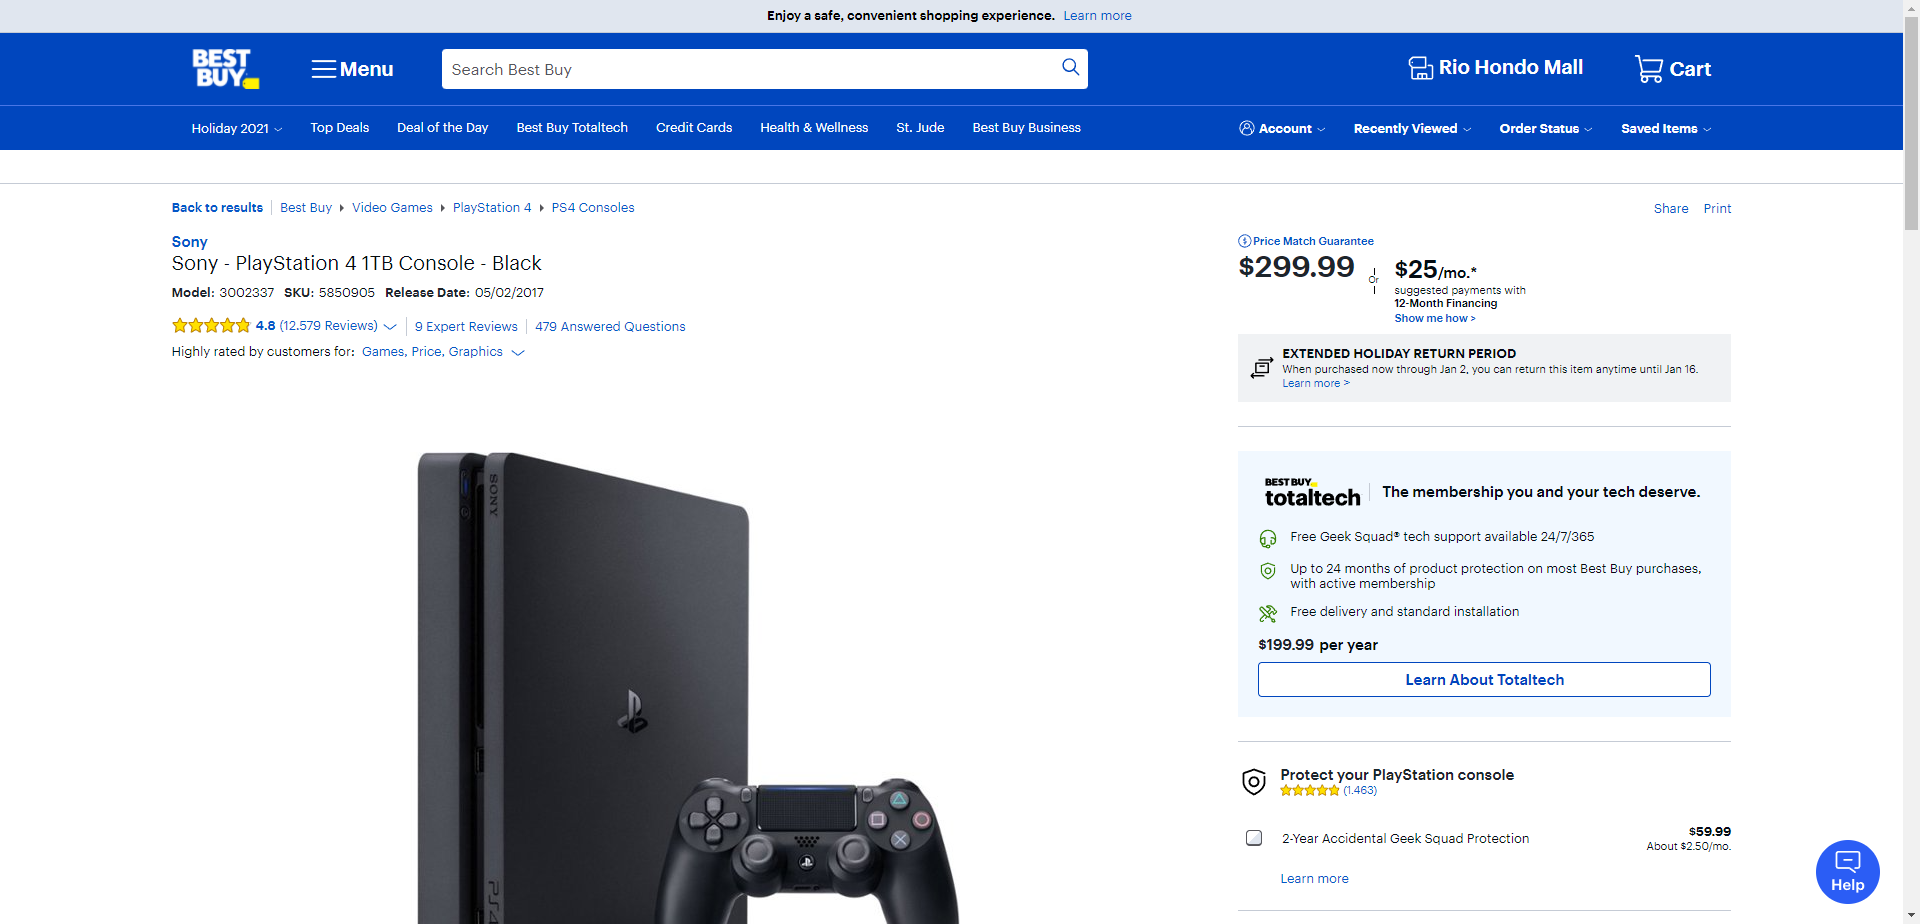 Enjoy a safe, convenient shopping experience. Learn more
BEST BUY
Menu
Search Best Buy
Rio Hondo Mall
Cart
Holiday 2021
Top Deals
Deal of the Day
Best Buy Totaltech
Credit Cards
Health & Wellness
St. Jude
Best Buy Business
Account
Recently Viewed
Order Status
Saved Items
Back to results
Best Buy
Video Games
PlayStation 4
PS4 Consoles
Share
Print
Sony
Sony - PlayStation 4 1TB Console - Black
Model: 3002337 SKU: 5850905 Release Date: 05/02/2017
4.8 (12,579 Reviews)
9 Expert Reviews
479 Answered Questions
Highly rated by customers for: Games, Price, Graphics
SONY
PS4
Price Match Guarantee
$299.99
Or
$25/mo.*
suggested payments with
12-Month Financing
Show me how >
EXTENDED HOLIDAY RETURN PERIOD
When purchased now through Jan 2, you can return this item anytime until Jan 16.
Learn more >
BEST BUY
totaltech
The membership you and your tech deserve.
Free Geek Squad® tech support available 24/7/365
Up to 24 months of product protection on most Best Buy purchases,
with active membership
Free delivery and standard installation
$199.99 per year
Learn About Totaltech
Protect your PlayStation console
(1,463)
2-Year Accidental Geek Squad Protection
$59.99
About $2.50/mo.
Learn more
Help